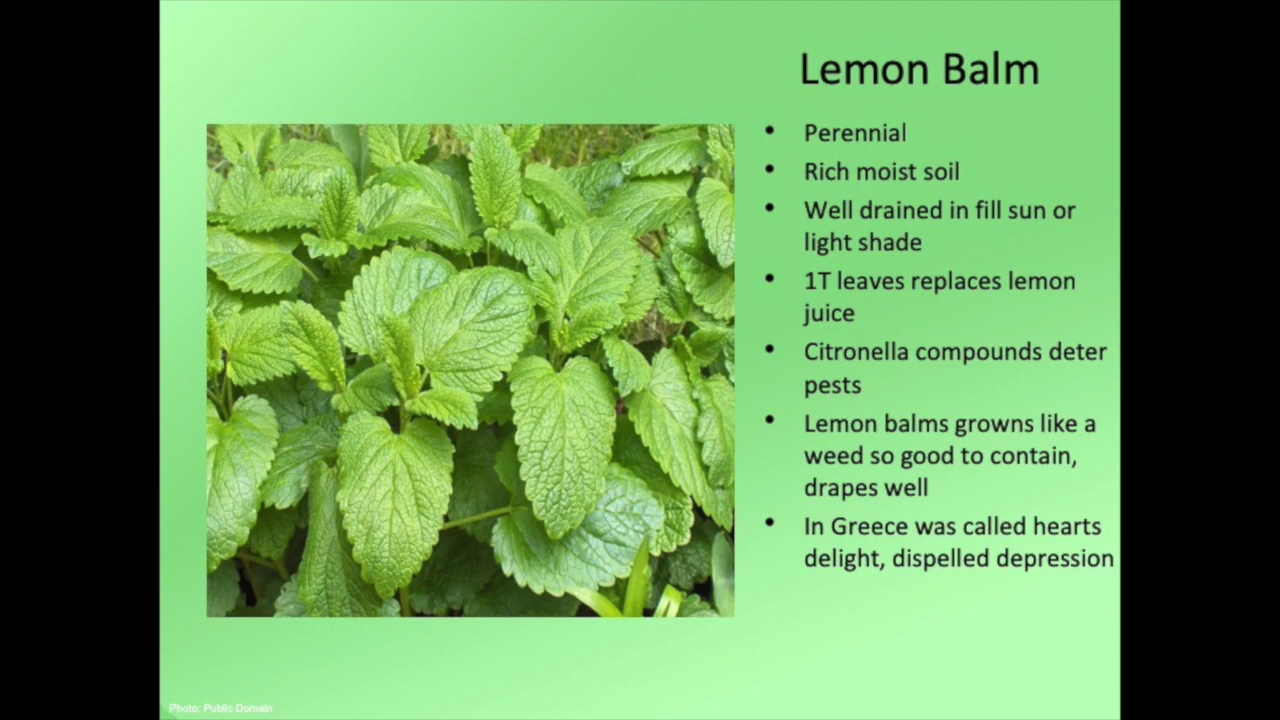 Lemon Balm
• Perennial
• Rich moist soil
• Well drained in fill sun or
light shade
• 1T leaves replaces lemon
juice
• Citronella compounds deter
pests
• Lemon balms growns like a
weed so good to contain,
drapes well
• In Greece was called hearts
delight, dispelled depression
Photo: Public Domain